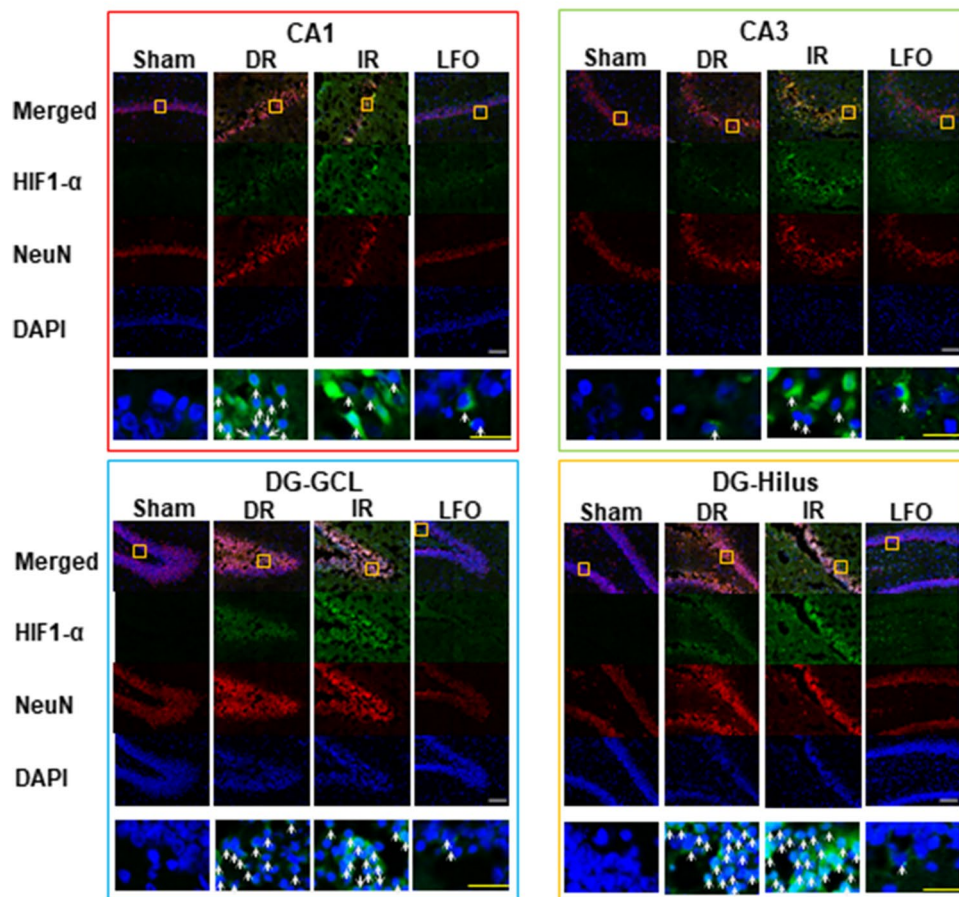 CA1
Sham DR IR LFO
Merged
HIF1-α
NeuN
DAPI
CA3
Sham DR IR LFO
DG-GCL
Sham DR IR LFO
Merged
HIF1-α
NeuN
DAPI
DG-Hilus
Sham DR IR LFO